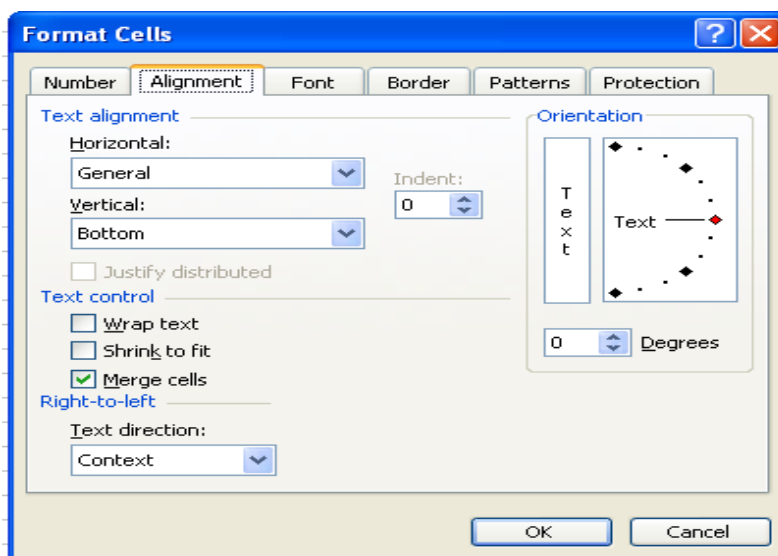 Format Cells
Number Alignment Font Border Patterns Protection
Text alignment
Horizontal:
General
Indent:
0
Vertical:
Bottom
Justify distributed
Text control
Wrap text
Shrink to fit
Merge cells
Right-to-left
Text direction:
Context
Orientation
Text
Text
0 Degrees
OK Cancel